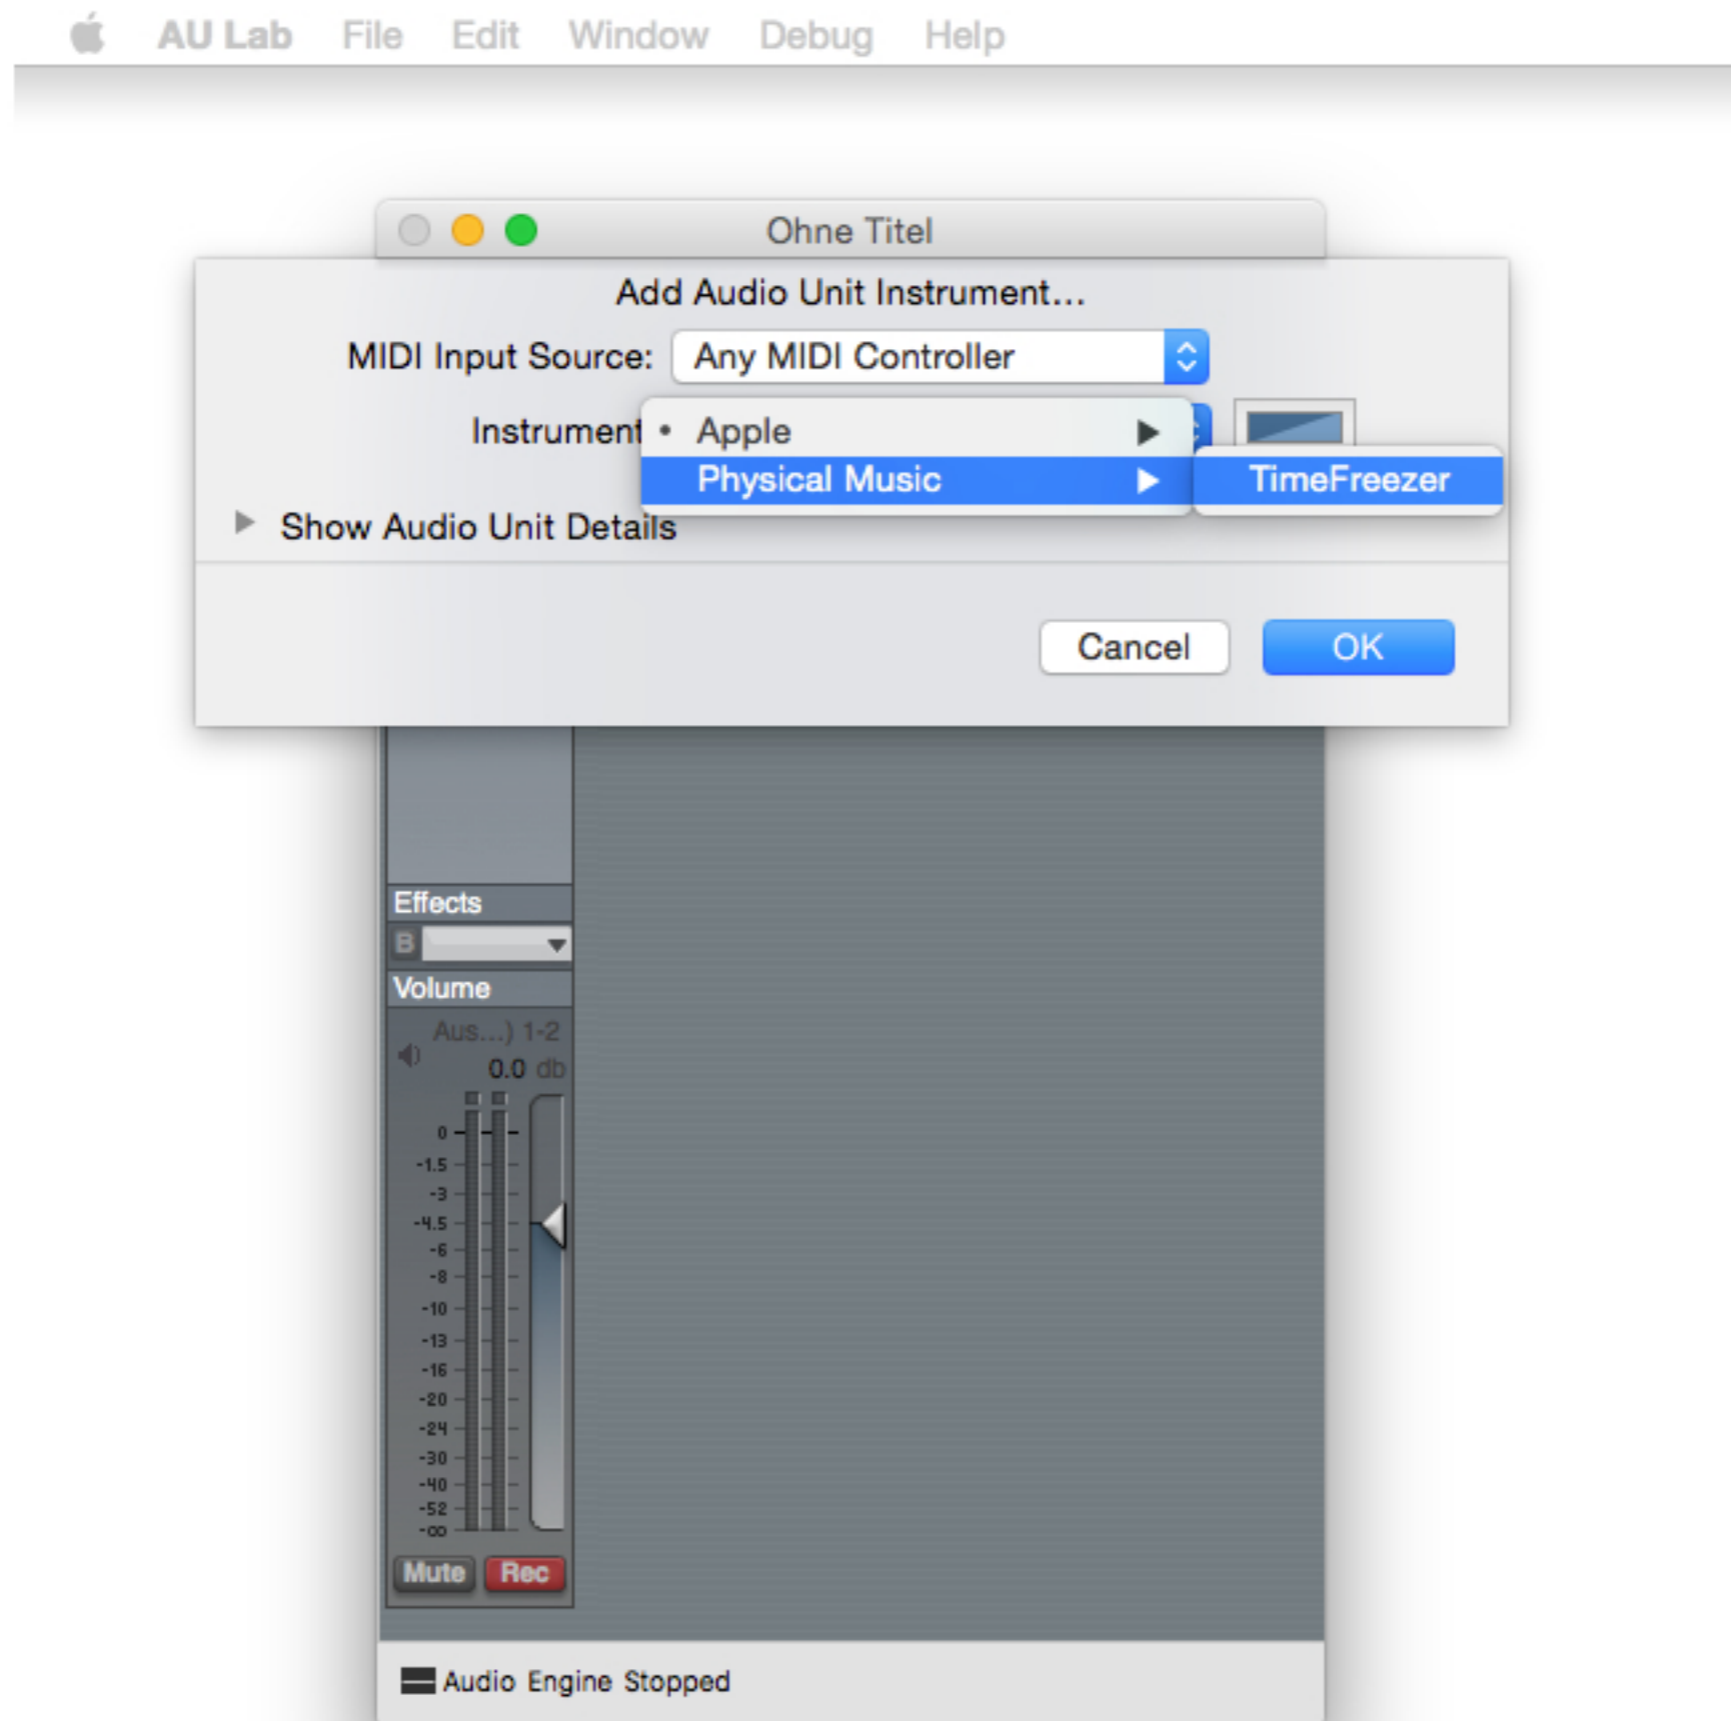 AU Lab File Edit Window Debug Help
Ohne Titel
Add Audio Unit Instrument...
MIDI Input Source: Any MIDI Controller
Instrument • Apple
Physical Music TimeFreezer
Show Audio Unit Details
Cancel OK
Effects
B
Volume
Aus...) 1-2
0.0 db
0
-1.5
-3
-4.5
-6
-8
-10
-13
-16
-20
-24
-30
-40
-52
-∞
Mute Rec
Audio Engine Stopped